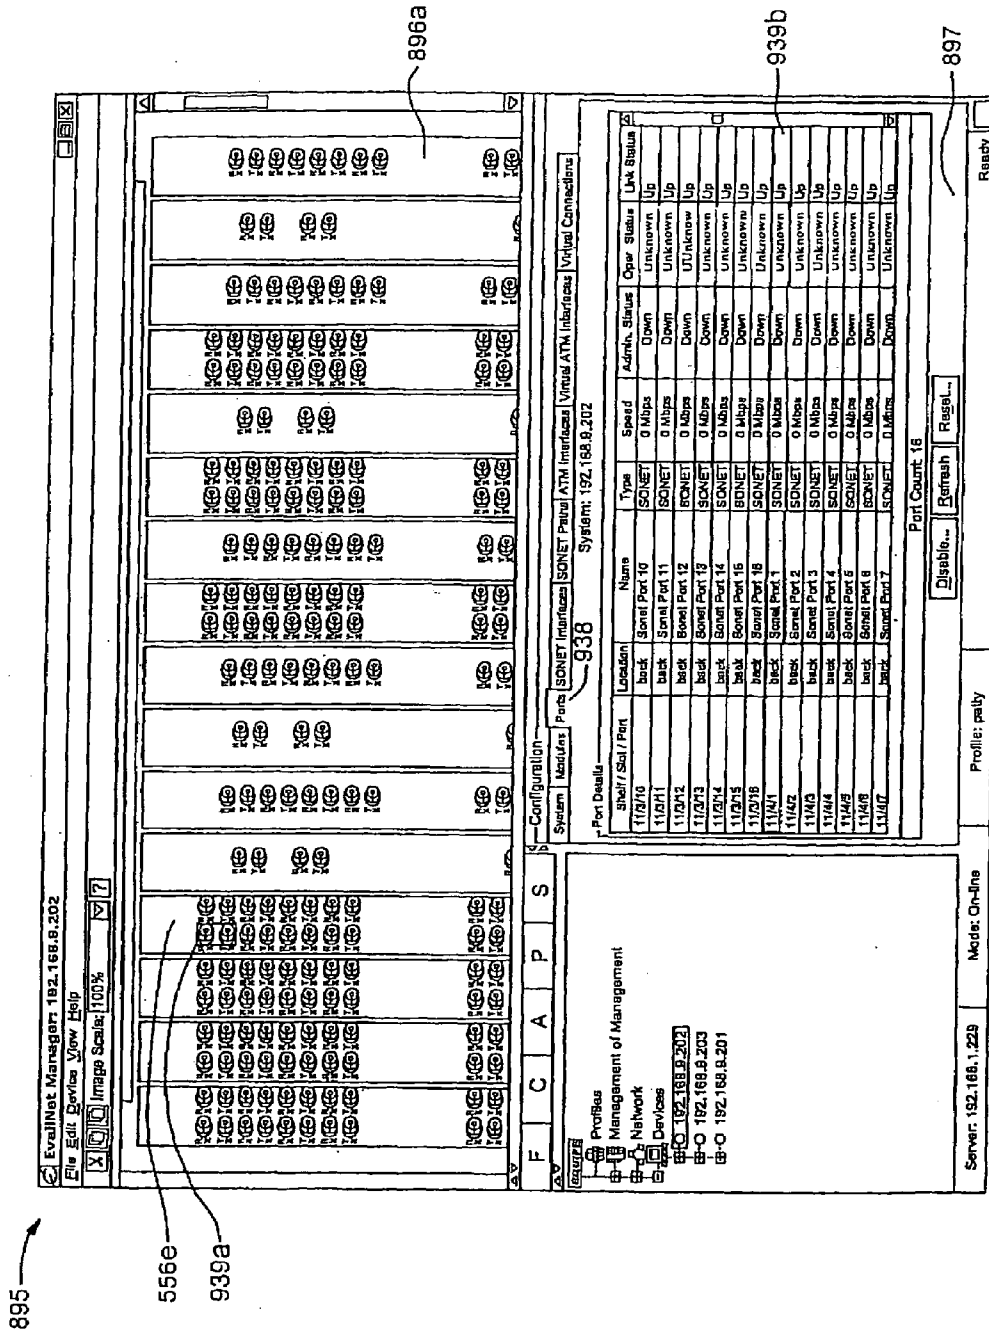 895
EvallNet Manager: 192.168.9.202
File Edit Device View Help
Image Scale: 100% ?
556e
939a
896a
F C A P S
Profiles
Management of Management
Network
Devices
192.168.9.202
192.168.9.203
192.168.9.201
Configuration
System Modules Ports SONET Interfaces SONET Paths ATM Interfaces Virtual ATM Interfaces Virtual Connections
938
System: 192.168.9.202
Port Details
Shelf / Slot / Port Location Name Type Speed Admin. Status Oper Status Link Status
11/3/10 back Sonet Port 10 SONET 0 Mbps Down Unknown Up
11/3/11 back Sonet Port 11 SONET 0 Mbps Down Unknown Up
11/3/12 back Sonet Port 12 SONET 0 Mbps Down UUnknow Up
11/3/13 back Sonet Port 13 SONET 0 Mbps Down Unknown Up
11/3/14 back Sonet Port 14 SONET 0 Mbps Down Unknown Up
11/3/15 back Sonet Port 15 SONET 0 Mbps Down Unknown Up
11/3/16 back Sonet Port 16 SONET 0 Mbps Down Unknown Up
11/4/1 back Sonet Port 1 SONET 0 Mbps Down Unknown Up
11/4/2 back Sonet Port 2 SONET 0 Mbps Down Unknown Up
11/4/3 back Sonet Port 3 SONET 0 Mbps Down Unknown Up
11/4/4 back Sonet Port 4 SONET 0 Mbps Down Unknown Up
11/4/5 back Sonet Port 5 SONET 0 Mbps Down Unknown Up
11/4/6 back Sonet Port 6 SONET 0 Mbps Down Unknown Up
11/4/7 back Sonet Port 7 SONET 0 Mbps Down Unknown Up
939b
Port Count: 16
Disable... Refresh Reset...
897
Server: 192.168.1.229 Mode: On-line Profile: patty Ready